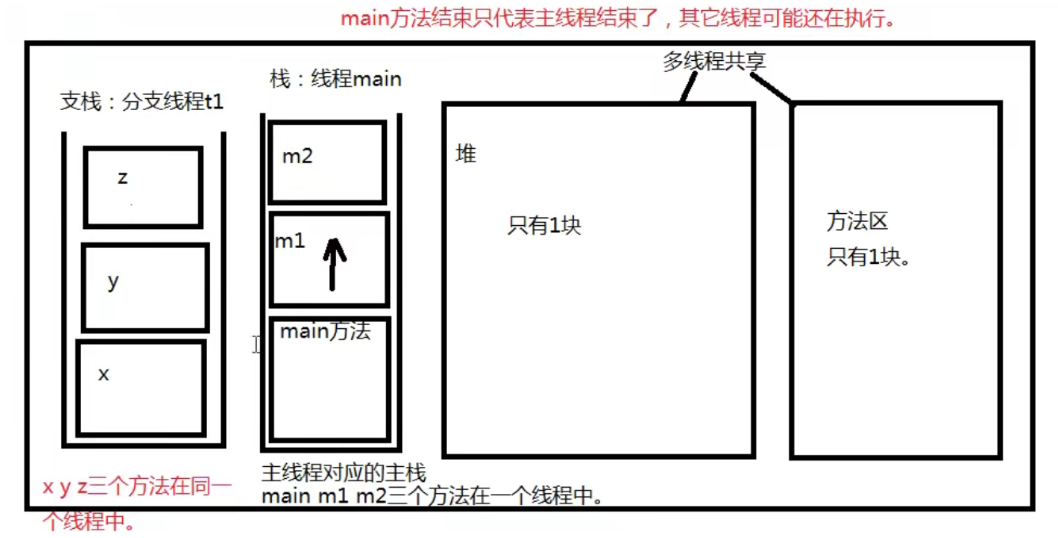 main方法结束只代表主线程结束了，其它线程可能还在执行。
多线程共享
栈：线程main
支栈：分支线程t1
m2
z
堆
m1
只有1块
方法区
只有1块。
y
main方法
x
主线程对应的主栈
main m1 m2三个方法在一个线程中。
x y z三个方法在同一
个线程中。